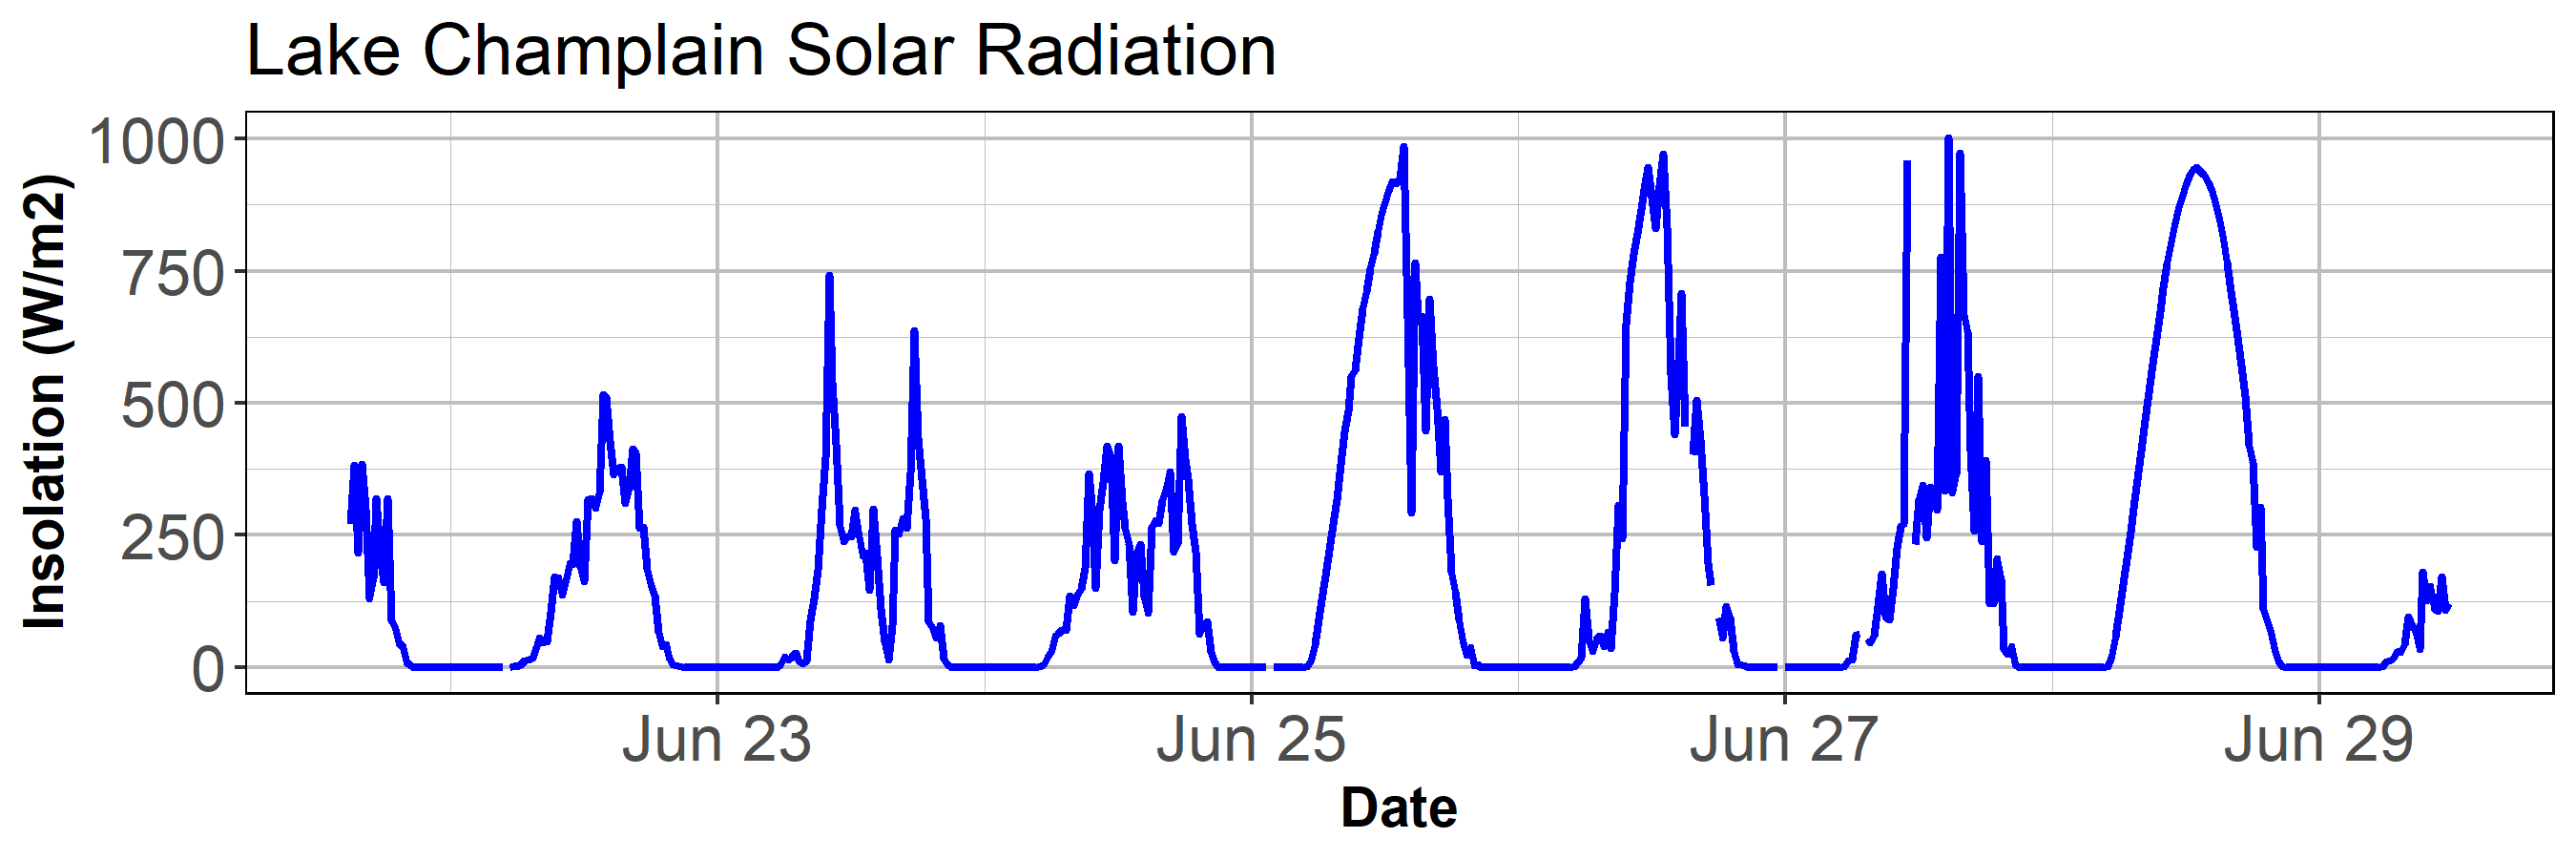 Lake Champlain Solar Radiation
Insolation (W/m2)
1000
750
500
250
0
Jun 23 Jun 25 Jun 27 Jun 29
Date